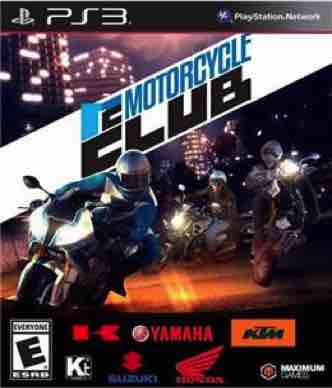 PS3
PlayStation Network
MOTORCYCLE
CLUB
EVERYONE
E
ESRB
K
YAMAHA
KTM
SUZUKI
HONDA
MAXIMUM
GAMES